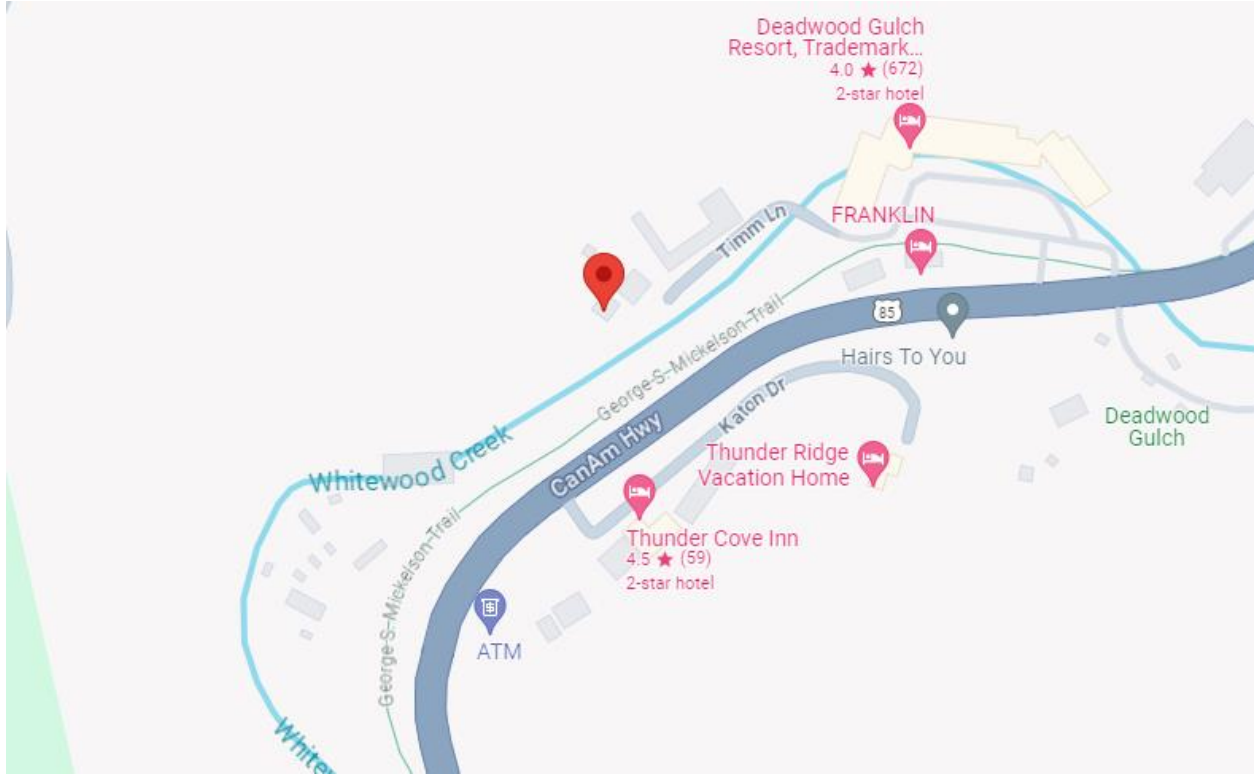 Deadwood Gulch
Resort, Trademark...
4.0 ★ (672)
2-star hotel
FRANKLIN
Timm Ln
85
Hairs To You
George S. Mickelson Trail
Katon Dr
CanAm Hwy
Deadwood
Gulch
Thunder Ridge
Vacation Home
Whitewood Creek
Thunder Cove Inn
4.5 ★ (59)
2-star hotel
George S. Mickelson Trail
$
ATM